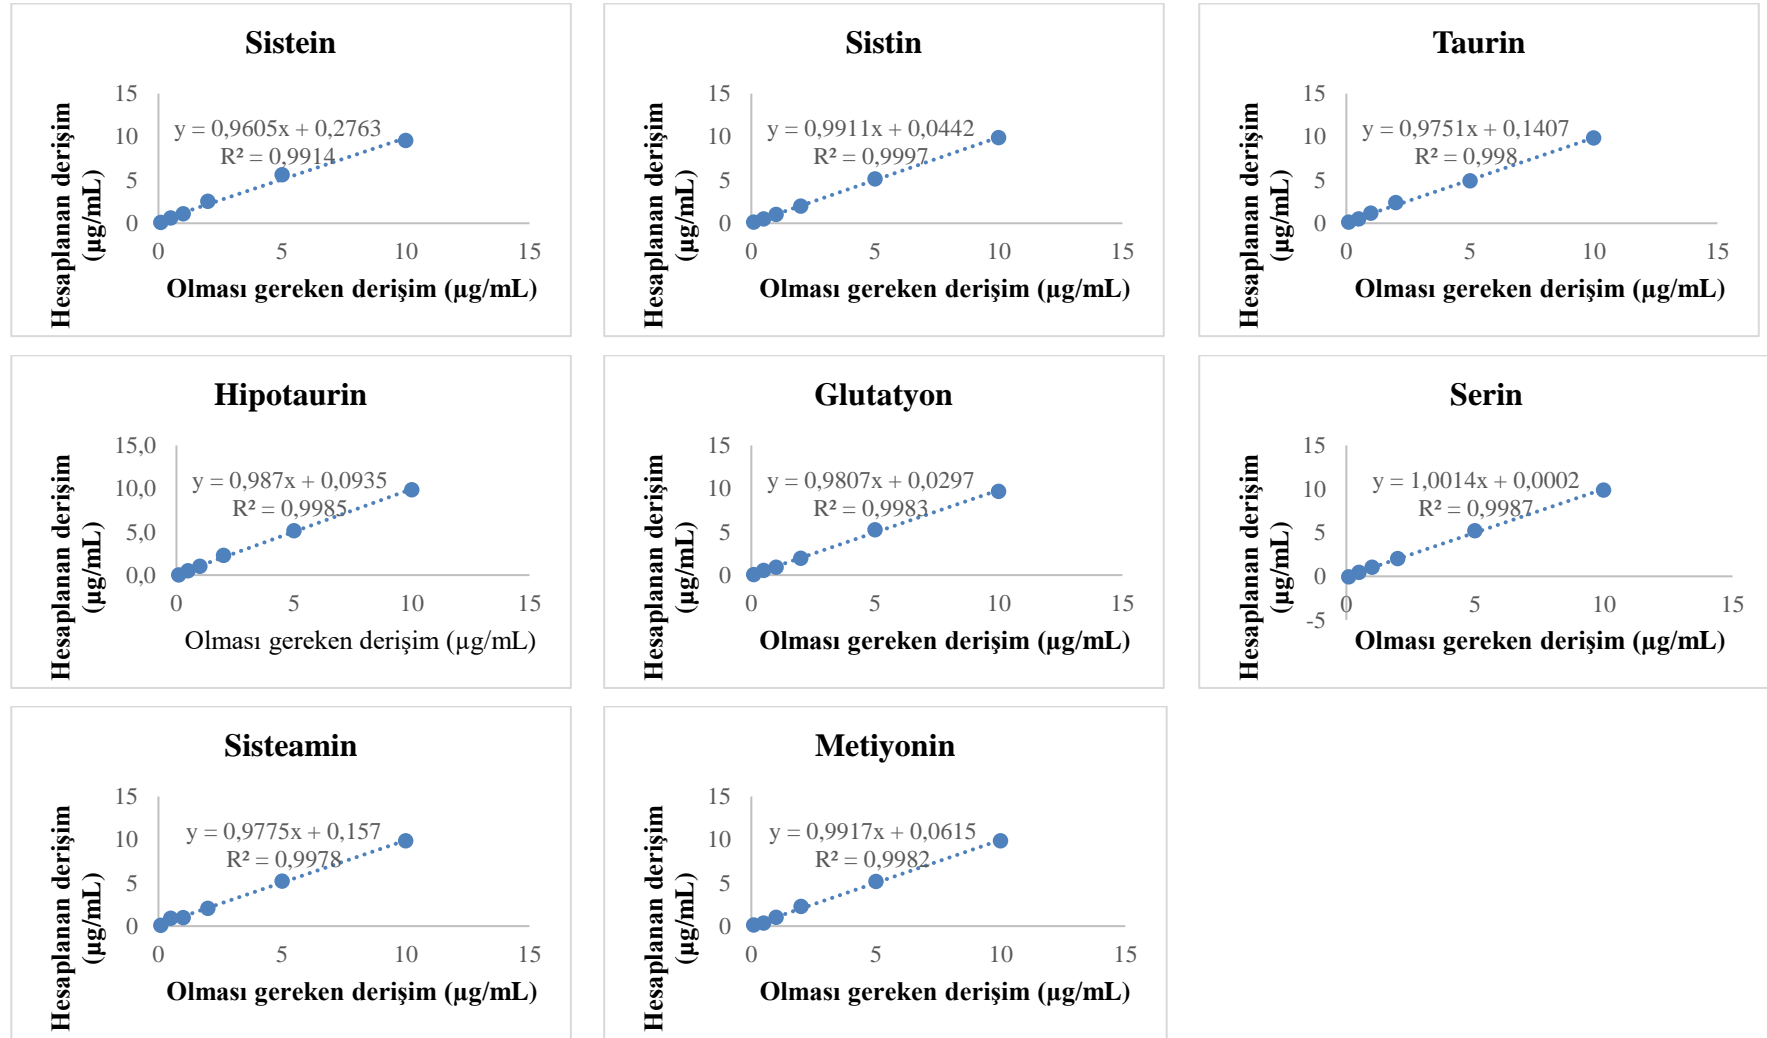 Sistein
Hesaplanan derişim
(µg/mL)
15
10
5
0
y = 0,9605x + 0,2763
R² = 0,9914
0
5
10
15
Olması gereken derişim (µg/mL)
Sistin
Hesaplanan derişim
(µg/mL)
15
10
5
0
y = 0,9911x + 0,0442
R² = 0,9997
0
5
10
15
Olması gereken derişim (µg/mL)
Taurin
Hesaplanan derişim
(µg/mL)
15
10
5
0
y = 0,9751x + 0,1407
R² = 0,998
0
5
10
15
Olması gereken derişim (µg/mL)
Hipotaurin
Hesaplanan derişim
(µg/mL)
15,0
10,0
5,0
0,0
y = 0,987x + 0,0935
R² = 0,9985
0
5
10
15
Olması gereken derişim (µg/mL)
Glutatyon
Hesaplanan derişim
(µg/mL)
15
10
5
0
y = 0,9807x + 0,0297
R² = 0,9983
0
5
10
15
Olması gereken derişim (µg/mL)
Serin
Hesaplanan derişim
(µg/mL)
15
10
5
0
-5
y = 1,0014x + 0,0002
R² = 0,9987
0
5
10
15
Olması gereken derişim (µg/mL)
Sisteamin
Hesaplanan derişim
(µg/mL)
15
10
5
0
y = 0,9775x + 0,157
R² = 0,9978
0
5
10
15
Olması gereken derişim (µg/mL)
Metiyonin
Hesaplanan derişim
(µg/mL)
15
10
5
0
y = 0,9917x + 0,0615
R² = 0,9982
0
5
10
15
Olması gereken derişim (µg/mL)